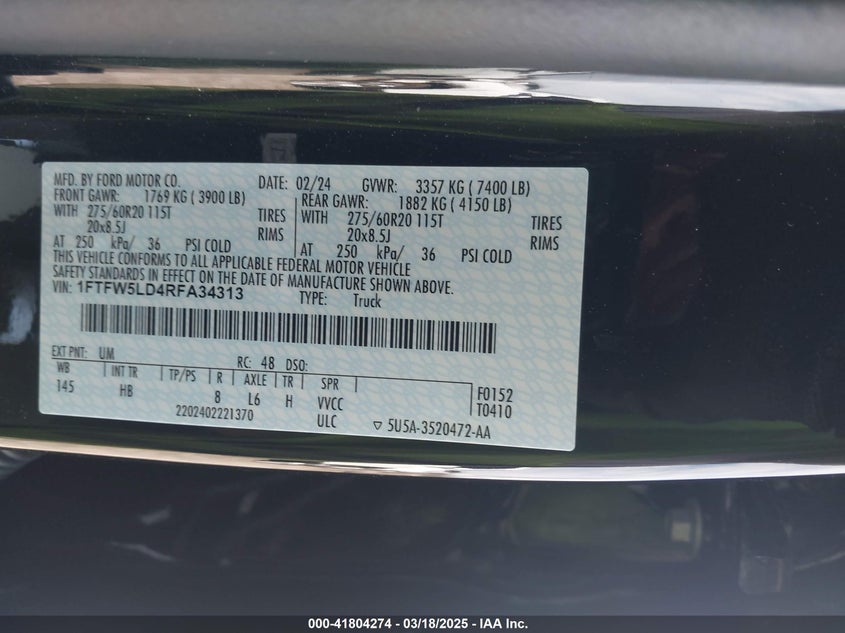 MFD. BY FORD MOTOR CO. DATE: 02/24 GVWR: 3357 KG ( 7400 LB)
FRONT GAWR: 1769 KG ( 3900 LB) REAR GAWR: 1882 KG ( 4150 LB)
WITH 275/60R20 115T TIRES WITH 275/60R20 115T TIRES
20x8.5J RIMS 20x8.5J RIMS
AT 250 kPa/ 36 PSI COLD AT 250 kPa/ 36 PSI COLD
THIS VEHICLE CONFORMS TO ALL APPLICABLE FEDERAL MOTOR VEHICLE
SAFETY STANDARDS IN EFFECT ON THE DATE OF MANUFACTURE SHOWN ABOVE.
VIN: 1FTFW5LD4RFA34313 TYPE: Truck
EXT PNT: UM RC: 48 DSO:
WB INT TR TP/PS R AXLE TR SPR
145 HB 8 L6 H VVCC F0152
ULC T0410
2202402221370 5U5A-3520472-AA
000-41804274 - 03/18/2025 - IAA Inc.